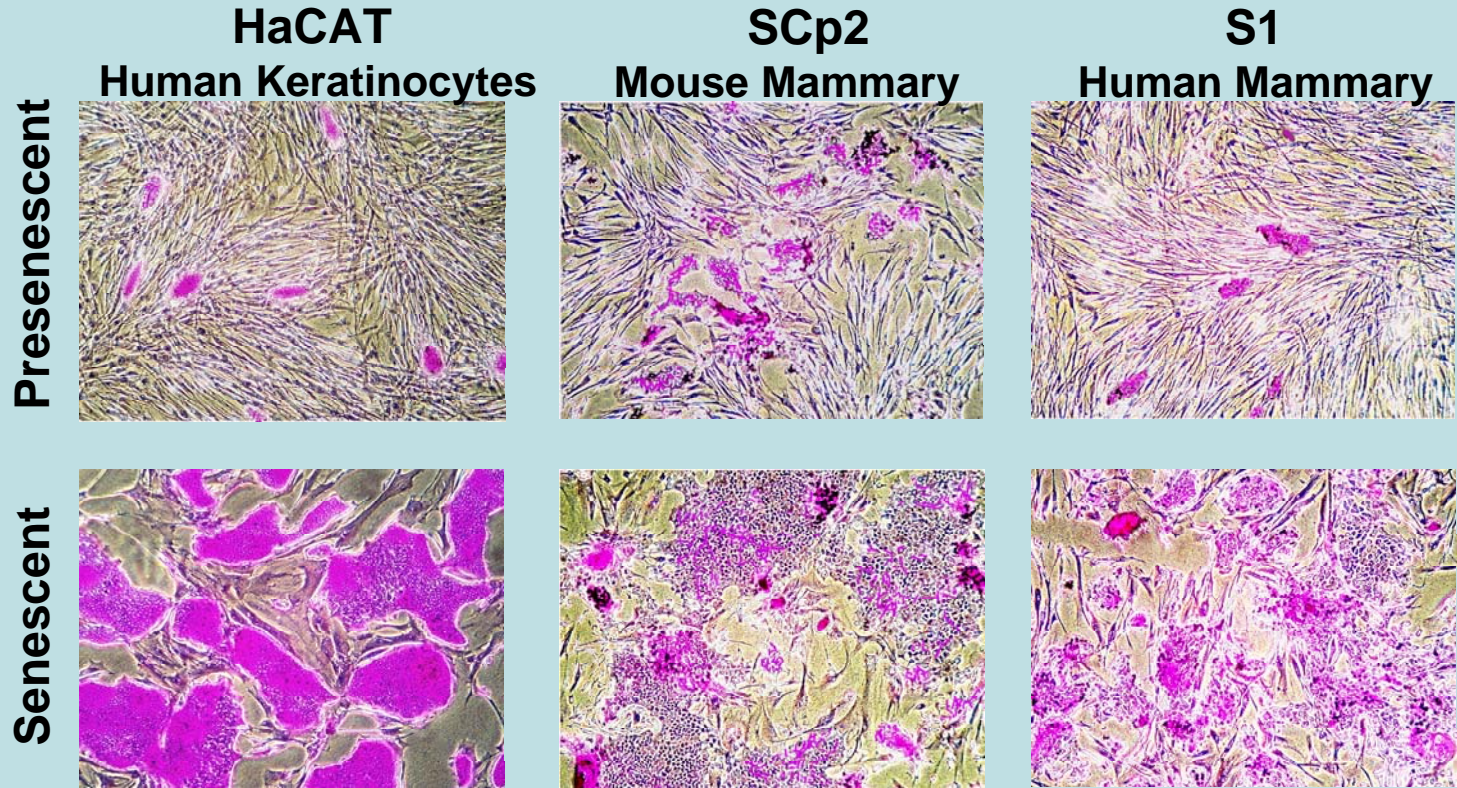 HaCAT
Human Keratinocytes
SCp2
Mouse Mammary
S1
Human Mammary
Presenescent
Senescent